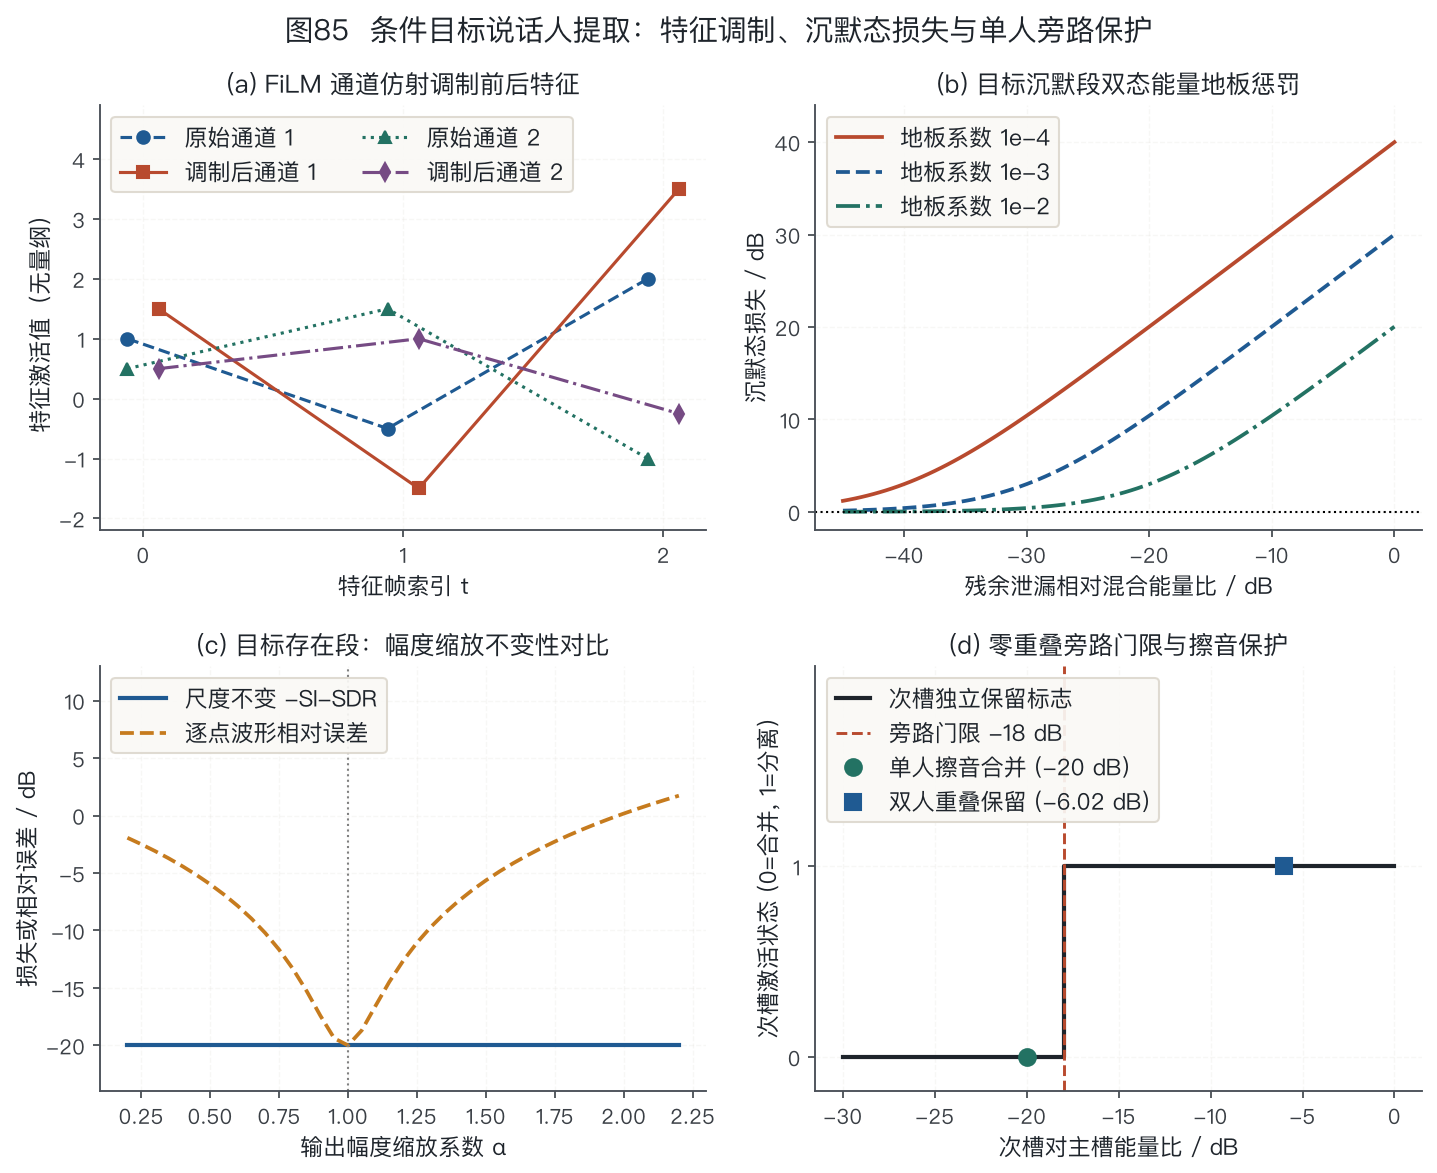 图85 条件目标说话人提取：特征调制、沉默态损失与单人旁路保护
(a) FiLM 通道仿射调制前后特征
原始通道 1
调制后通道 1
原始通道 2
调制后通道 2
特征激活值（无量纲）
4
3
2
1
0
−1
−2
0
1
2
特征帧索引 t
(b) 目标沉默段双态能量地板惩罚
地板系数 1e−4
地板系数 1e−3
地板系数 1e−2
沉默态损失 / dB
40
30
20
10
0
−40
−30
−20
−10
0
残余泄漏相对混合能量比 / dB
(c) 目标存在段：幅度缩放不变性对比
尺度不变 −SI−SDR
逐点波形相对误差
损失或相对误差 / dB
10
5
0
−5
−10
−15
−20
0.25
0.50
0.75
1.00
1.25
1.50
1.75
2.00
2.25
输出幅度缩放系数 α
(d) 零重叠旁路门限与擦音保护
次槽独立保留标志
旁路门限 −18 dB
单人擦音合并 (−20 dB)
双人重叠保留 (−6.02 dB)
次槽激活状态 (0=合并, 1=分离)
1
0
−30
−25
−20
−15
−10
−5
0
次槽对主槽能量比 / dB